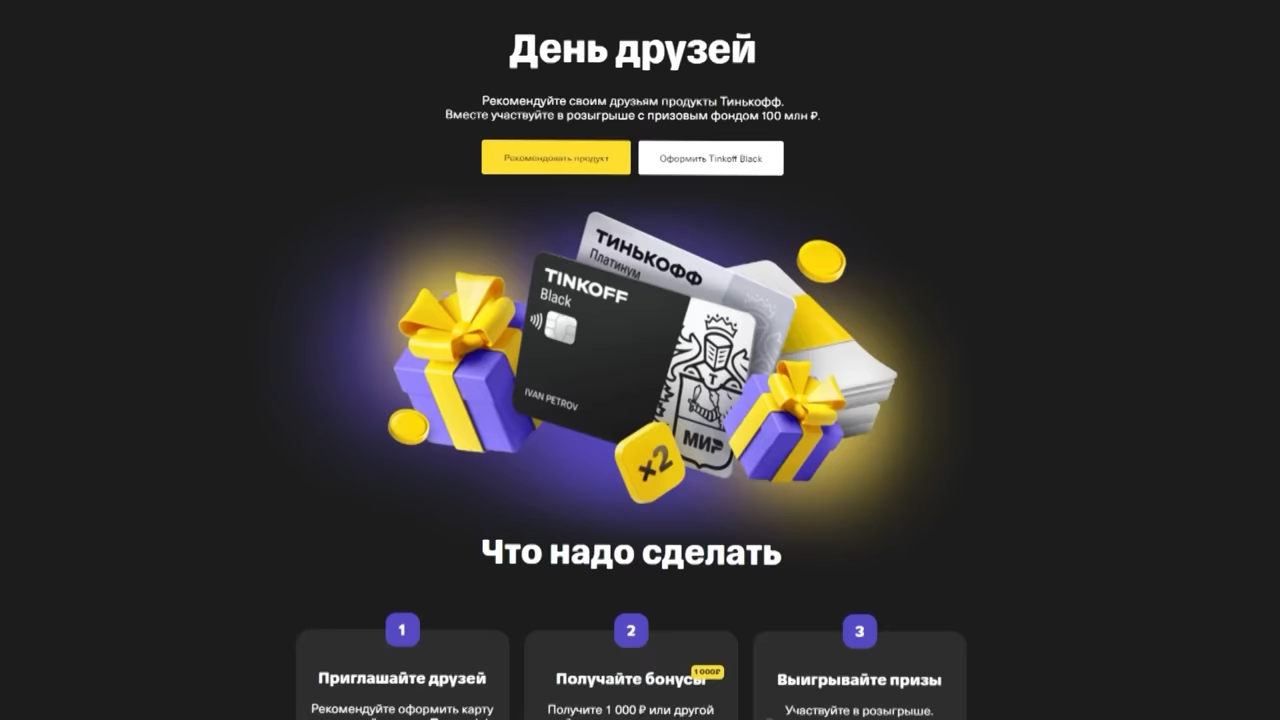 День друзей
Рекомендуйте своим друзьям продукты Тинькофф.
Вместе участвуйте в розыгрыше с призовым фондом 100 млн ₽.
Рекомендовать продукт
Оформить Tinkoff Black
ТИНЬКОФФ
Платинум
TINKOFF
Black
IVAN PETROV
Т
МИР
x2
Что надо сделать
1
2
3
1 000₽
Приглашайте друзей
Получайте бонусы
Выигрывайте призы
Рекомендуйте оформить карту
Получите 1 000 ₽ или другой
Участвуйте в розыгрыше.